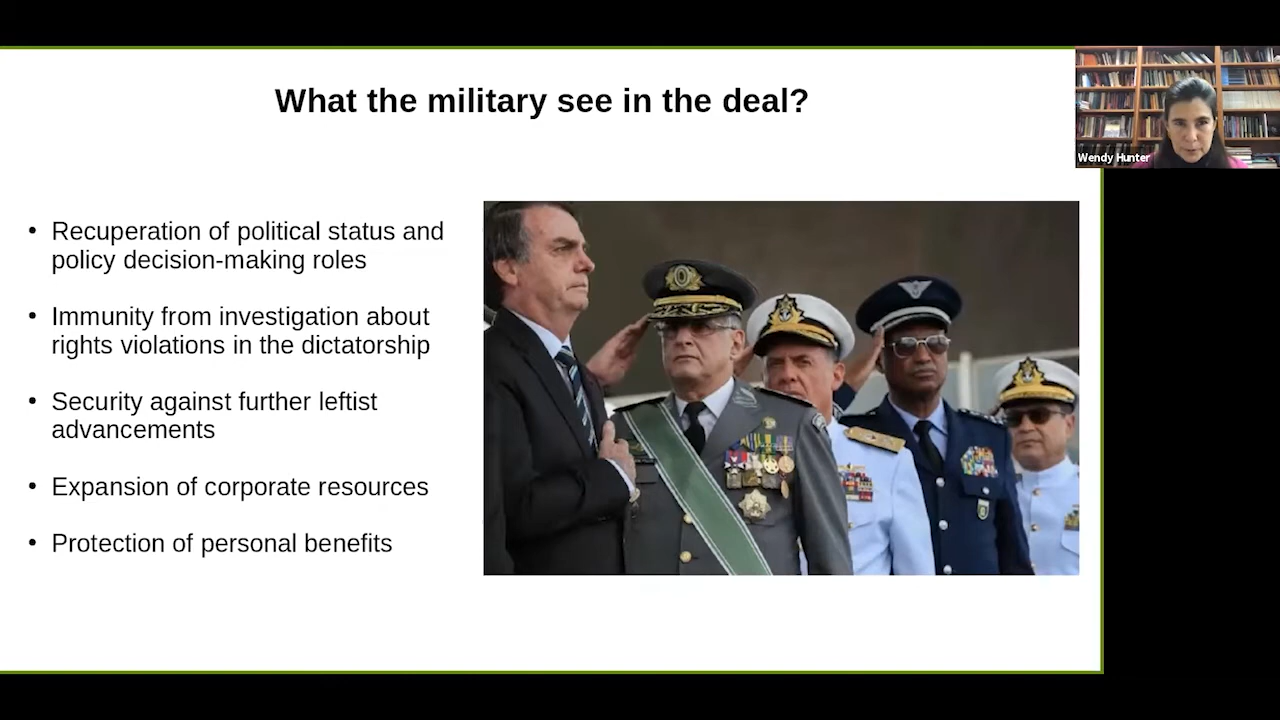 What the military see in the deal?
Wendy Hunter
• Recuperation of political status and
policy decision-making roles
• Immunity from investigation about
rights violations in the dictatorship
• Security against further leftist
advancements
• Expansion of corporate resources
• Protection of personal benefits